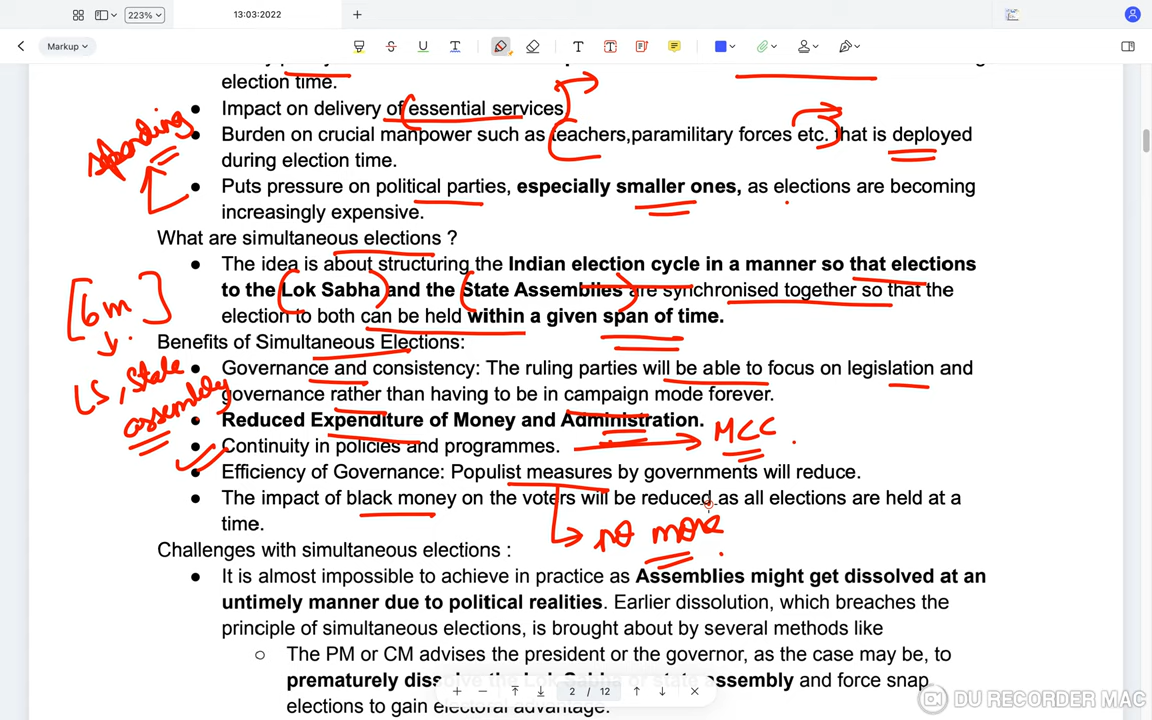 223%
13:03:2022
+
Markup
election time.
● Impact on delivery of essential services
● Burden on crucial manpower such as teachers,paramilitary forces etc. that is deployed
during election time.
spending
● Puts pressure on political parties, especially smaller ones, as elections are becoming
increasingly expensive.
What are simultaneous elections ?
● The idea is about structuring the Indian election cycle in a manner so that elections
to the Lok Sabha and the State Assemblies are synchronised together so that the
election to both can be held within a given span of time.
[6m]
Benefits of Simultaneous Elections:
● Governance and consistency: The ruling parties will be able to focus on legislation and
governance rather than having to be in campaign mode forever.
LS, State
assembly
● Reduced Expenditure of Money and Administration.
MCC
● Continuity in policies and programmes.
● Efficiency of Governance: Populist measures by governments will reduce.
● The impact of black money on the voters will be reduced as all elections are held at a
time.
no more
Challenges with simultaneous elections :
● It is almost impossible to achieve in practice as Assemblies might get dissolved at an
untimely manner due to political realities. Earlier dissolution, which breaches the
principle of simultaneous elections, is brought about by several methods like
○ The PM or CM advises the president or the governor, as the case may be, to
prematurely assembly and force snap
elections to gain electoral advantage.
2 / 12
DU RECORDER MAC